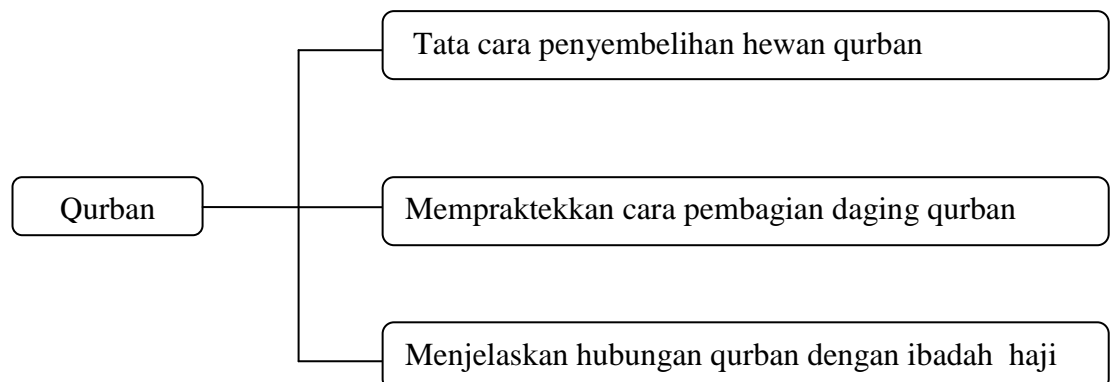 Tata cara penyembelihan hewan qurban
Qurban
Mempraktekkan cara pembagian daging qurban
Menjelaskan hubungan qurban dengan ibadah haji